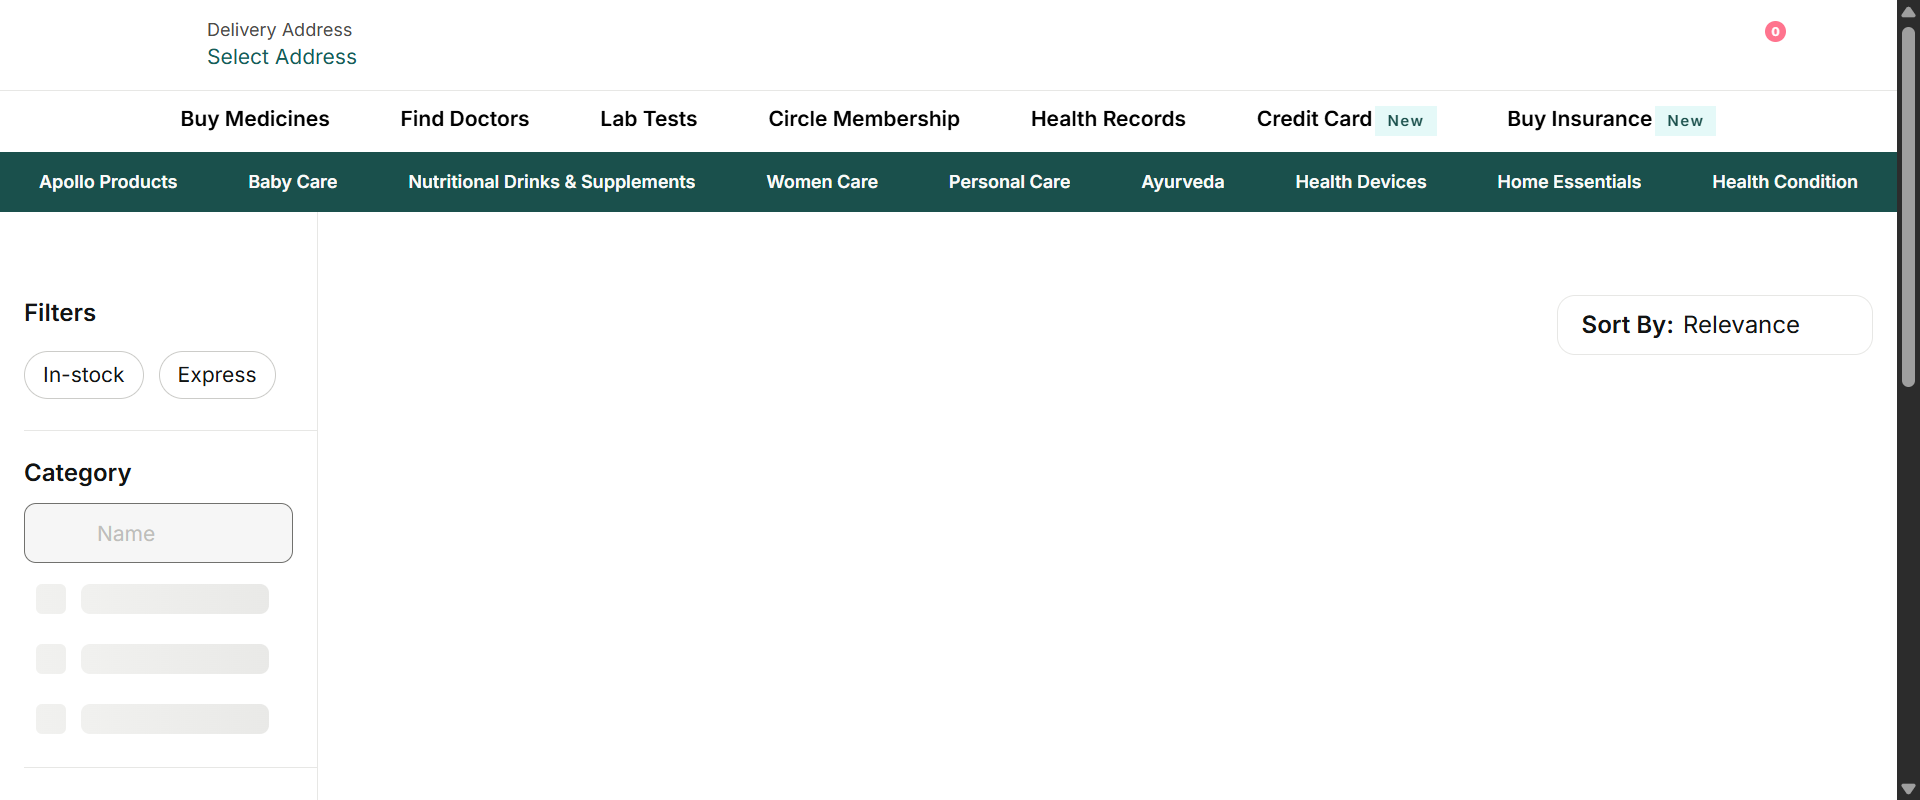 Delivery Address
Select Address
0
Buy Medicines Find Doctors Lab Tests Circle Membership Health Records Credit Card New Buy Insurance New
Apollo Products Baby Care Nutritional Drinks & Supplements Women Care Personal Care Ayurveda Health Devices Home Essentials Health Condition
Filters
Sort By: Relevance
In-stock Express
Category
Name